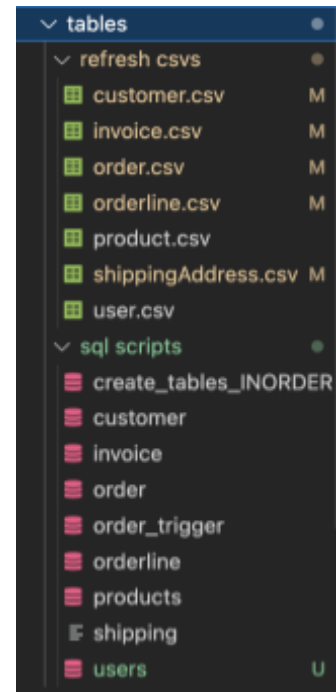 tables
refresh csvs
customer.csv M
invoice.csv M
order.csv M
orderline.csv M
product.csv
shippingAddress.csv M
user.csv
sql scripts
create_tables_INORDER
customer
invoice
order
order_trigger
orderline
products
shipping
users U